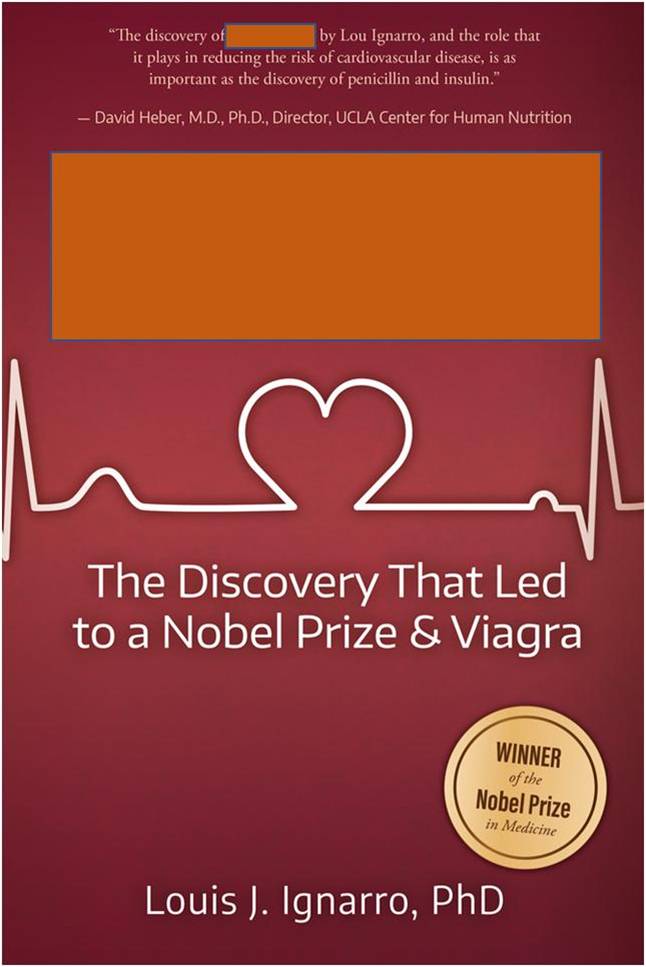 “The discovery of by Lou Ignarro, and the role that
it plays in reducing the risk of cardiovascular disease, is as
important as the discovery of penicillin and insulin.”
— David Heber, M.D., Ph.D., Director, UCLA Center for Human Nutrition
The Discovery That Led
to a Nobel Prize & Viagra
WINNER
of the
Nobel Prize
in Medicine
Louis J. Ignarro, PhD